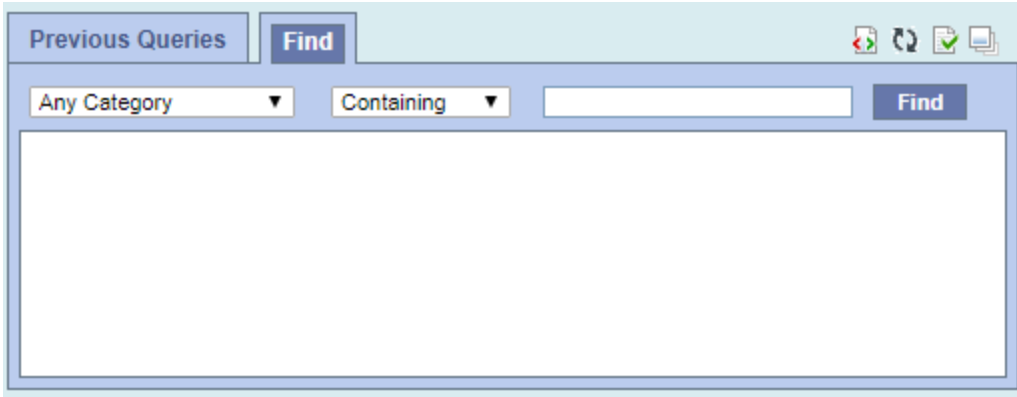 Previous Queries
Find
Any Category
Containing
Find